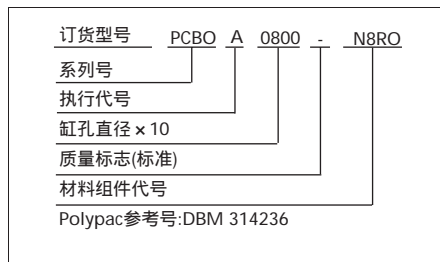 订货型号 PCBO A 0800 - N8RO
系列号
执行代号
缸孔直径×10
质量标志(标准)
材料组件代号
Polypac参考号:DBM 314236